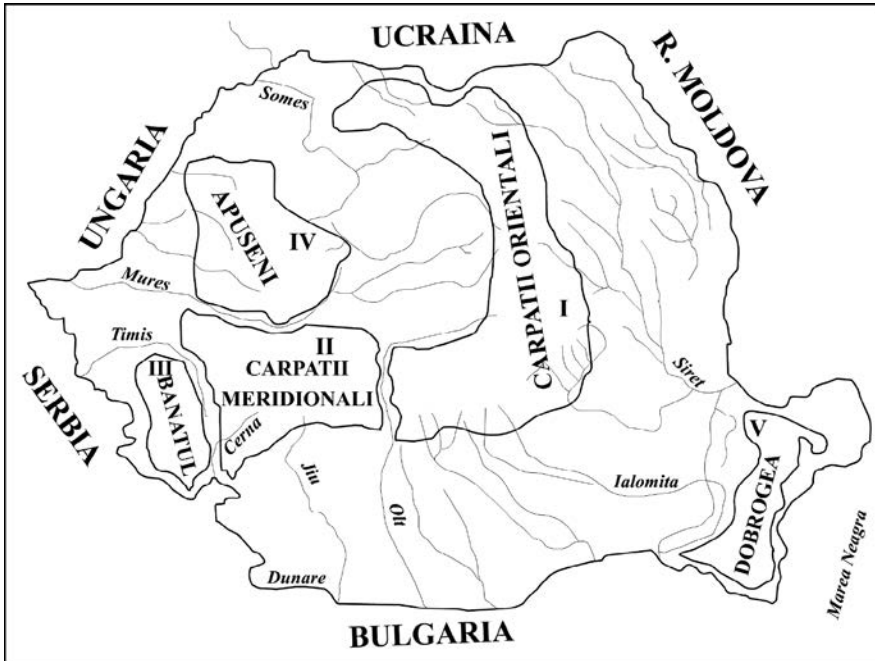 UCRAINA
R. MOLDOVA
Somes
UNGARIA
APUSENI
IV
CARPATII ORIENTALI
I
Mures
Timis
II
CARPATII
MERIDIONALI
III
BANATUL
SERBIA
Cerna
Siret
V
DOBROGEA
Jiu
Olt
Ialomita
Dunare
Marea Neagra
BULGARIA